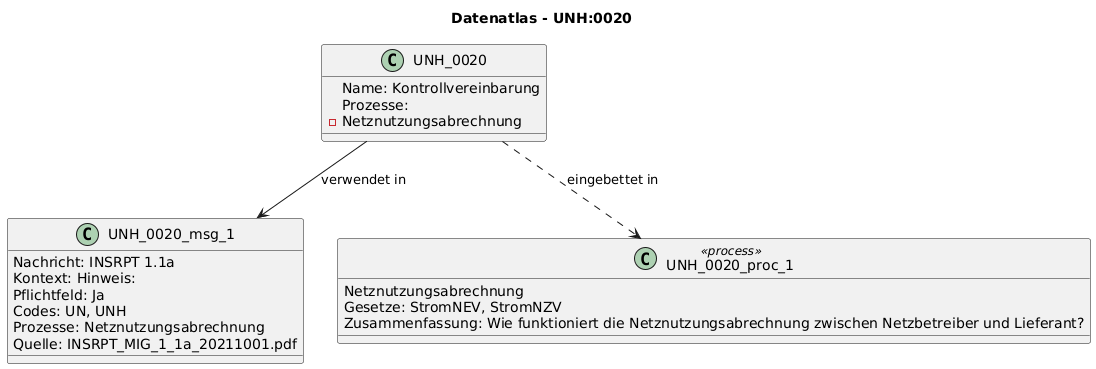 Datenatlas - UNH:0020
C UNH_0020
Name: Kontrollvereinbarung
Prozesse:
Netznutzungsabrechnung
verwendet in
eingebettet in
C UNH_0020_msg_1
Nachricht: INSRPT 1.1a
Kontext: Hinweis:
Pflichtfeld: Ja
Codes: UN, UNH
Prozesse: Netznutzungsabrechnung
Quelle: INSRPT_MIG_1_1a_20211001.pdf
«process»
C UNH_0020_proc_1
Netznutzungsabrechnung
Gesetze: StromNEV, StromNZV
Zusammenfassung: Wie funktioniert die Netznutzungsabrechnung zwischen Netzbetreiber und Lieferant?